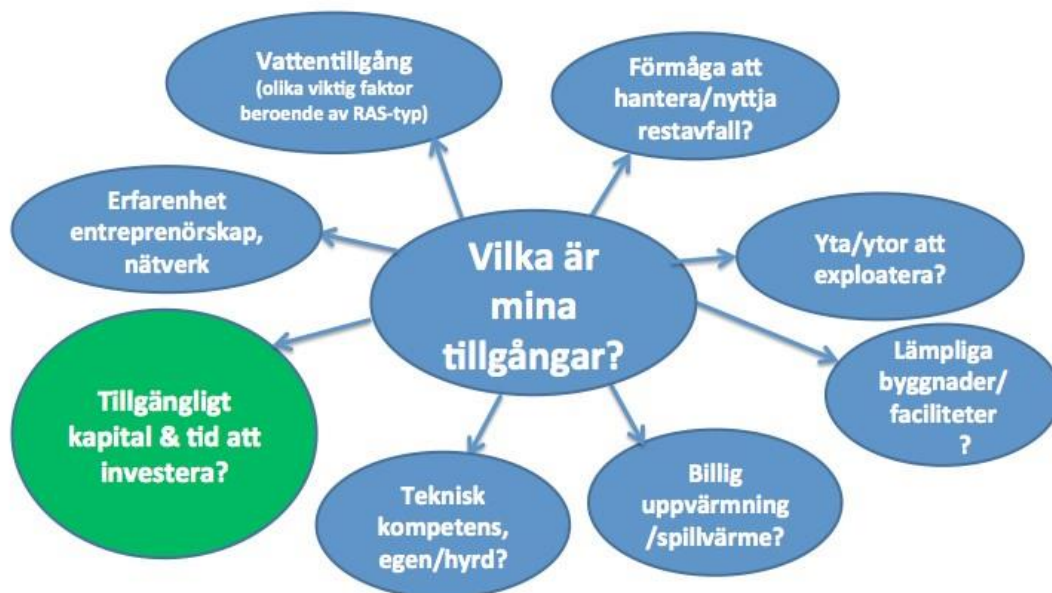 Vattentillgång
(olika viktig faktor
beroende av RAS-typ)
Förmåga att
hantera/nyttja
restavfall?
Erfarenhet
entreprenörskap,
nätverk
Vilka är
mina
tillgångar?
Yta/ytor att
exploatera?
Lämpliga
byggnader/
faciliteter
?
Tillgängligt
kapital & tid att
investera?
Teknisk
kompetens,
egen/hyrd?
Billig
uppvärmning
/spillvärme?